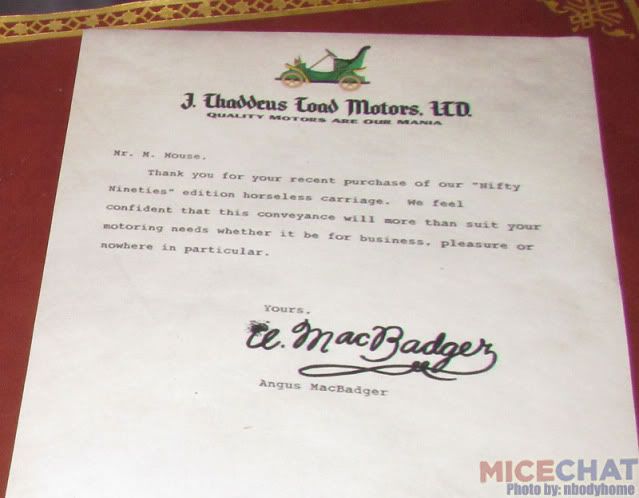 J. Thaddeus Toad Motors, LTD.
QUALITY MOTORS ARE OUR MANIA
Mr. M. Mouse,
Thank you for your recent purchase of our "Nifty
Nineties" edition horseless carriage. We feel
confident that this conveyance will more than suit your
motoring needs whether it be for business, pleasure or
nowhere in particular.
Yours,
A. MacBadger
Angus MacBadger
MICECHAT
Photo by: nbodyhome